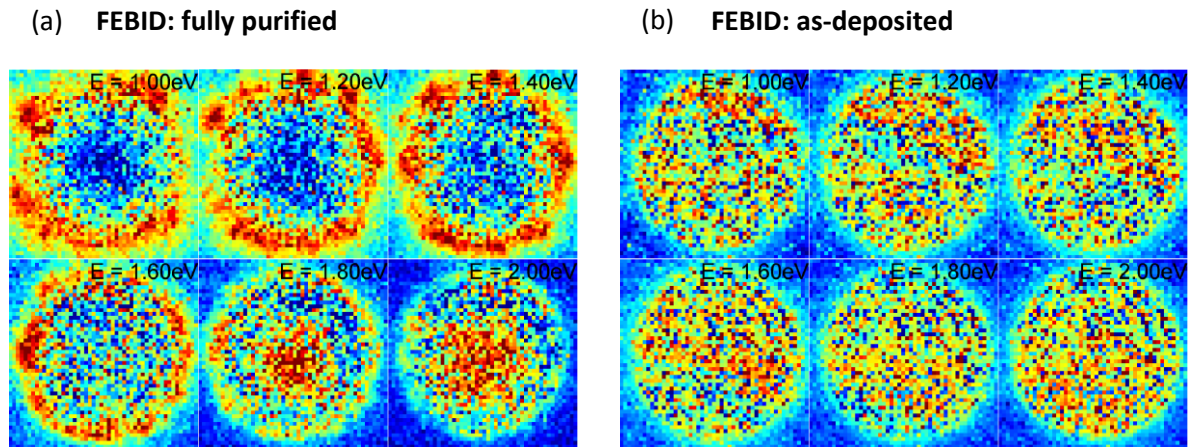 (a) FEBID: fully purified
(b) FEBID: as-deposited
E = 1.00eV E = 1.20eV E = 1.40eV
E = 1.00eV E = 1.20eV E = 1.40eV
E = 1.60eV E = 1.80eV E = 2.00eV
E = 1.60eV E = 1.80eV E = 2.00eV